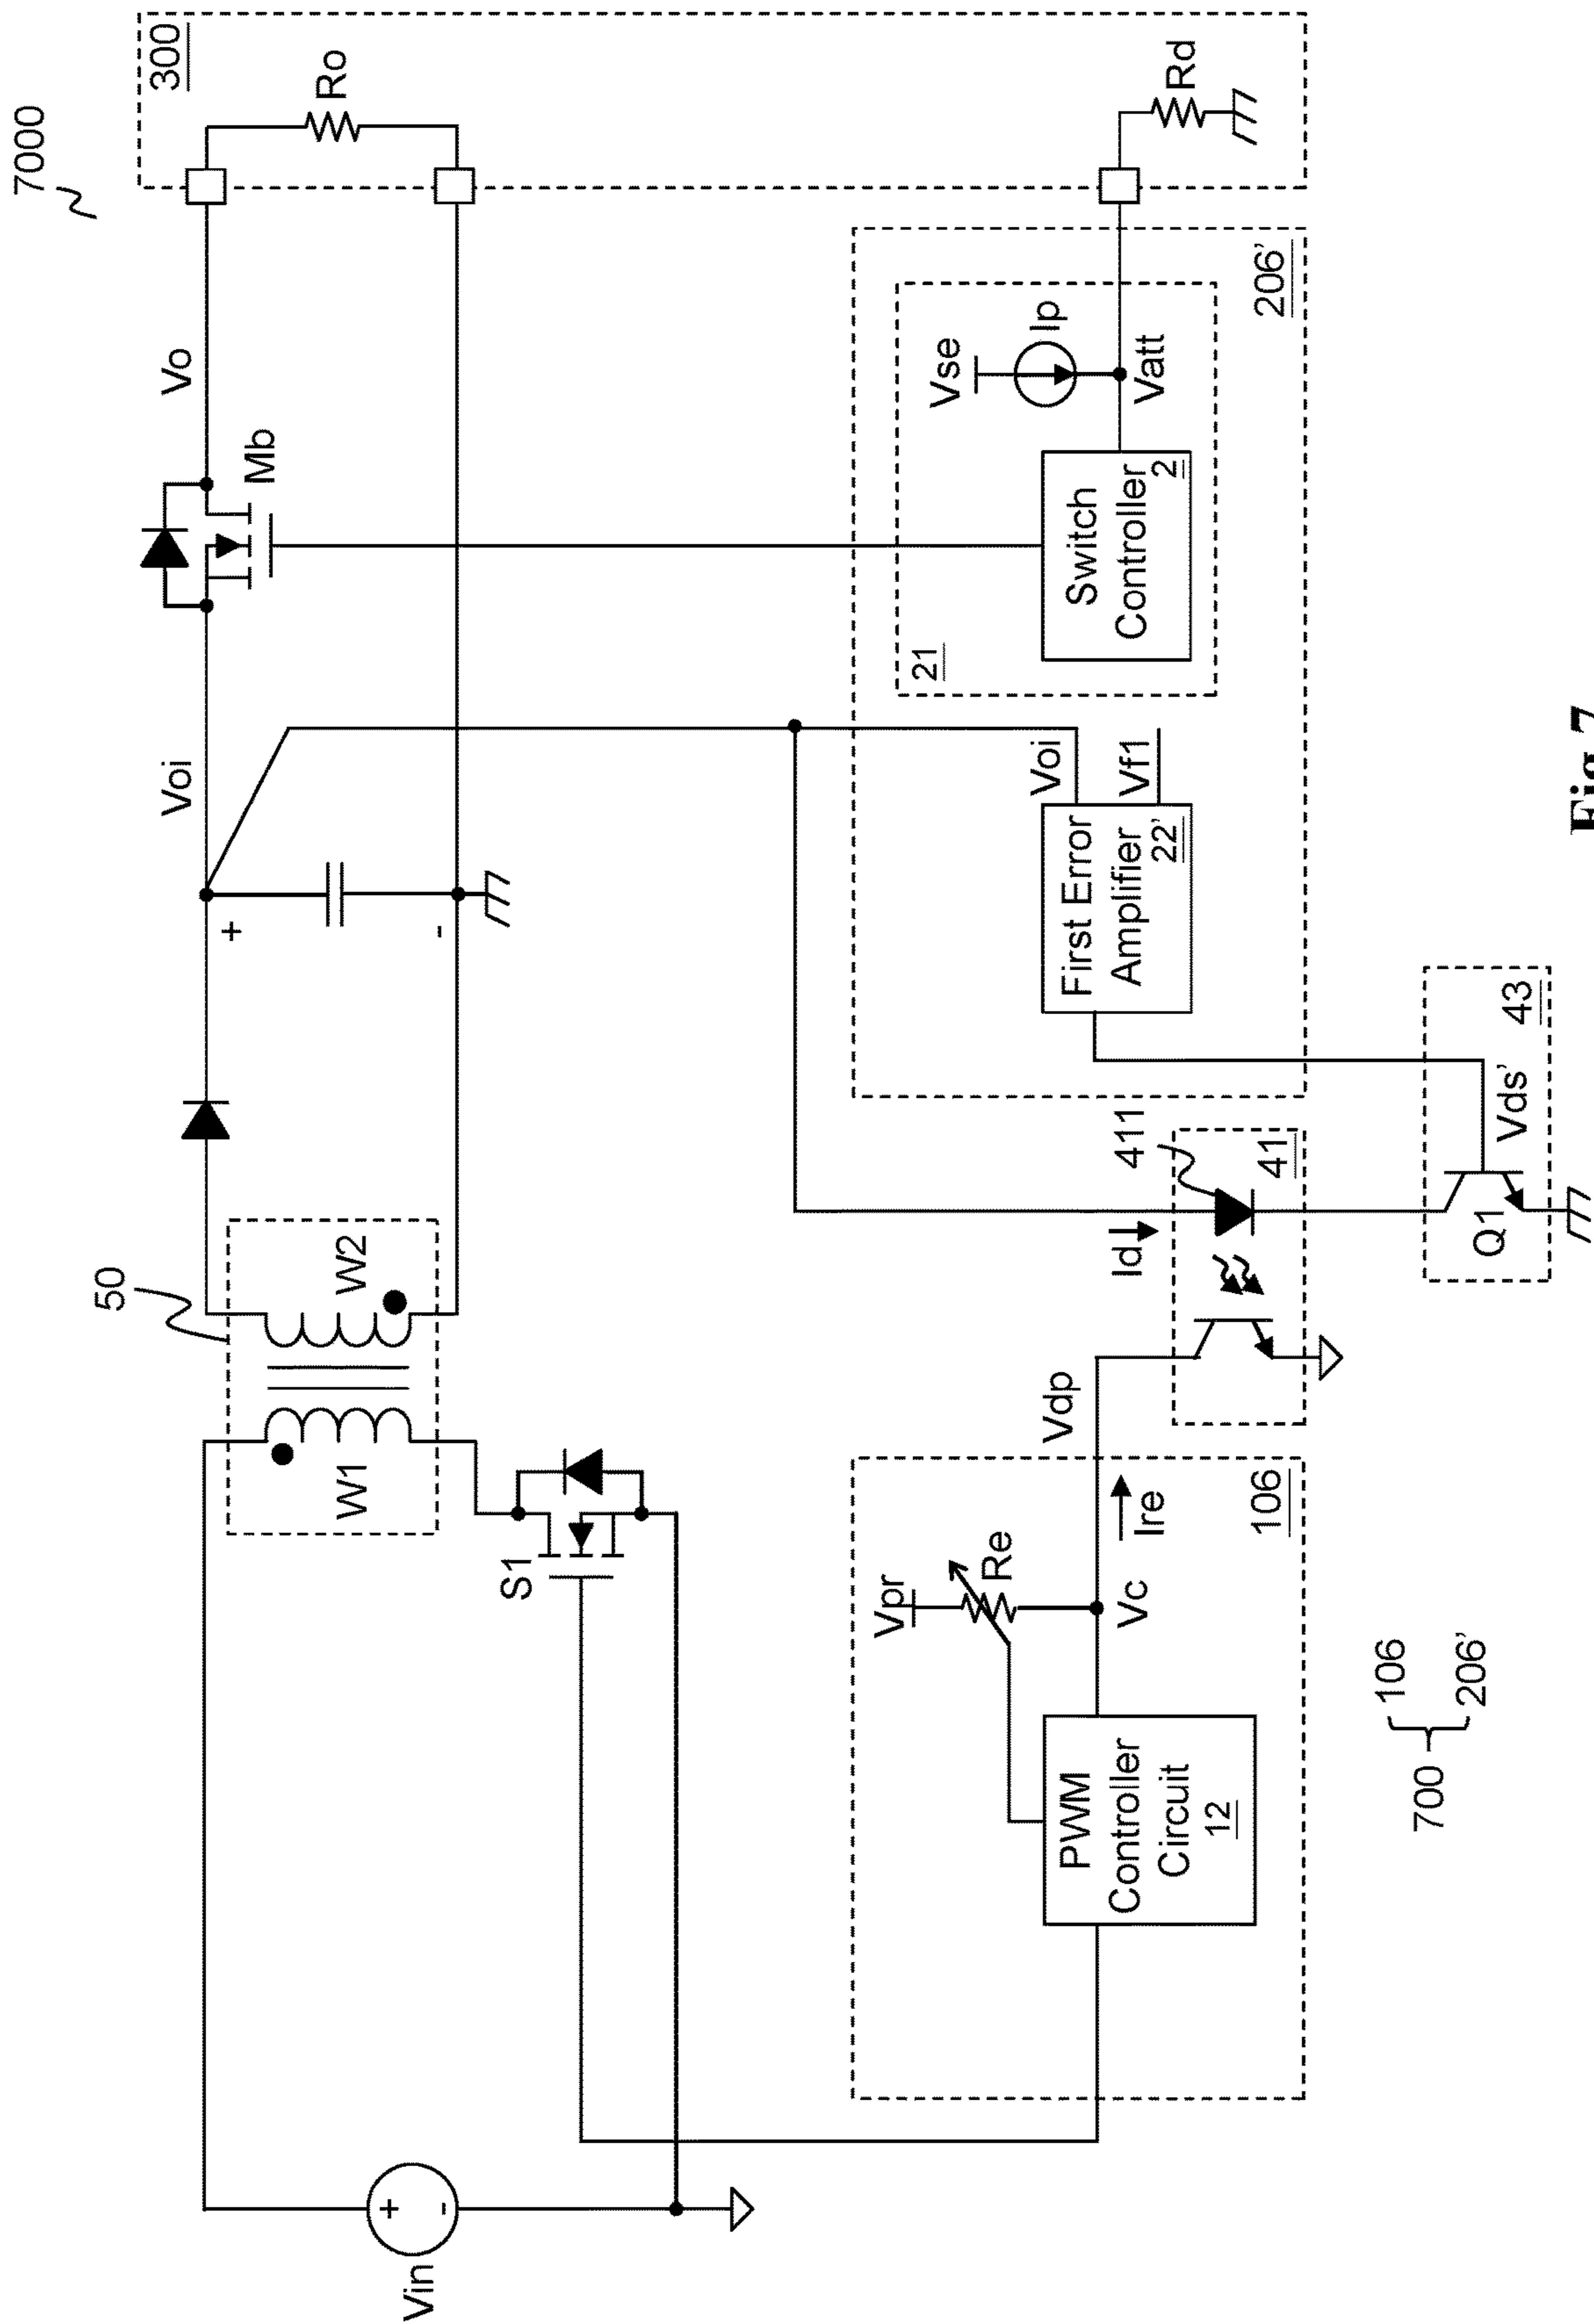 7000
300
Vo
Voi
Ro
Mb
50
W1
W2
+
-
S1
Vin
+
-
Vse
Ip
Vatt
Rd
Switch
Controller
2
21
206'
Voi
Vf1
First Error
Amplifier
22'
411
Id
41
43
Vds'
Q1
Vdp
Vpr
Re
Vc
Ire
PWM
Controller
Circuit
12
106
700
106
206'
Fig.7